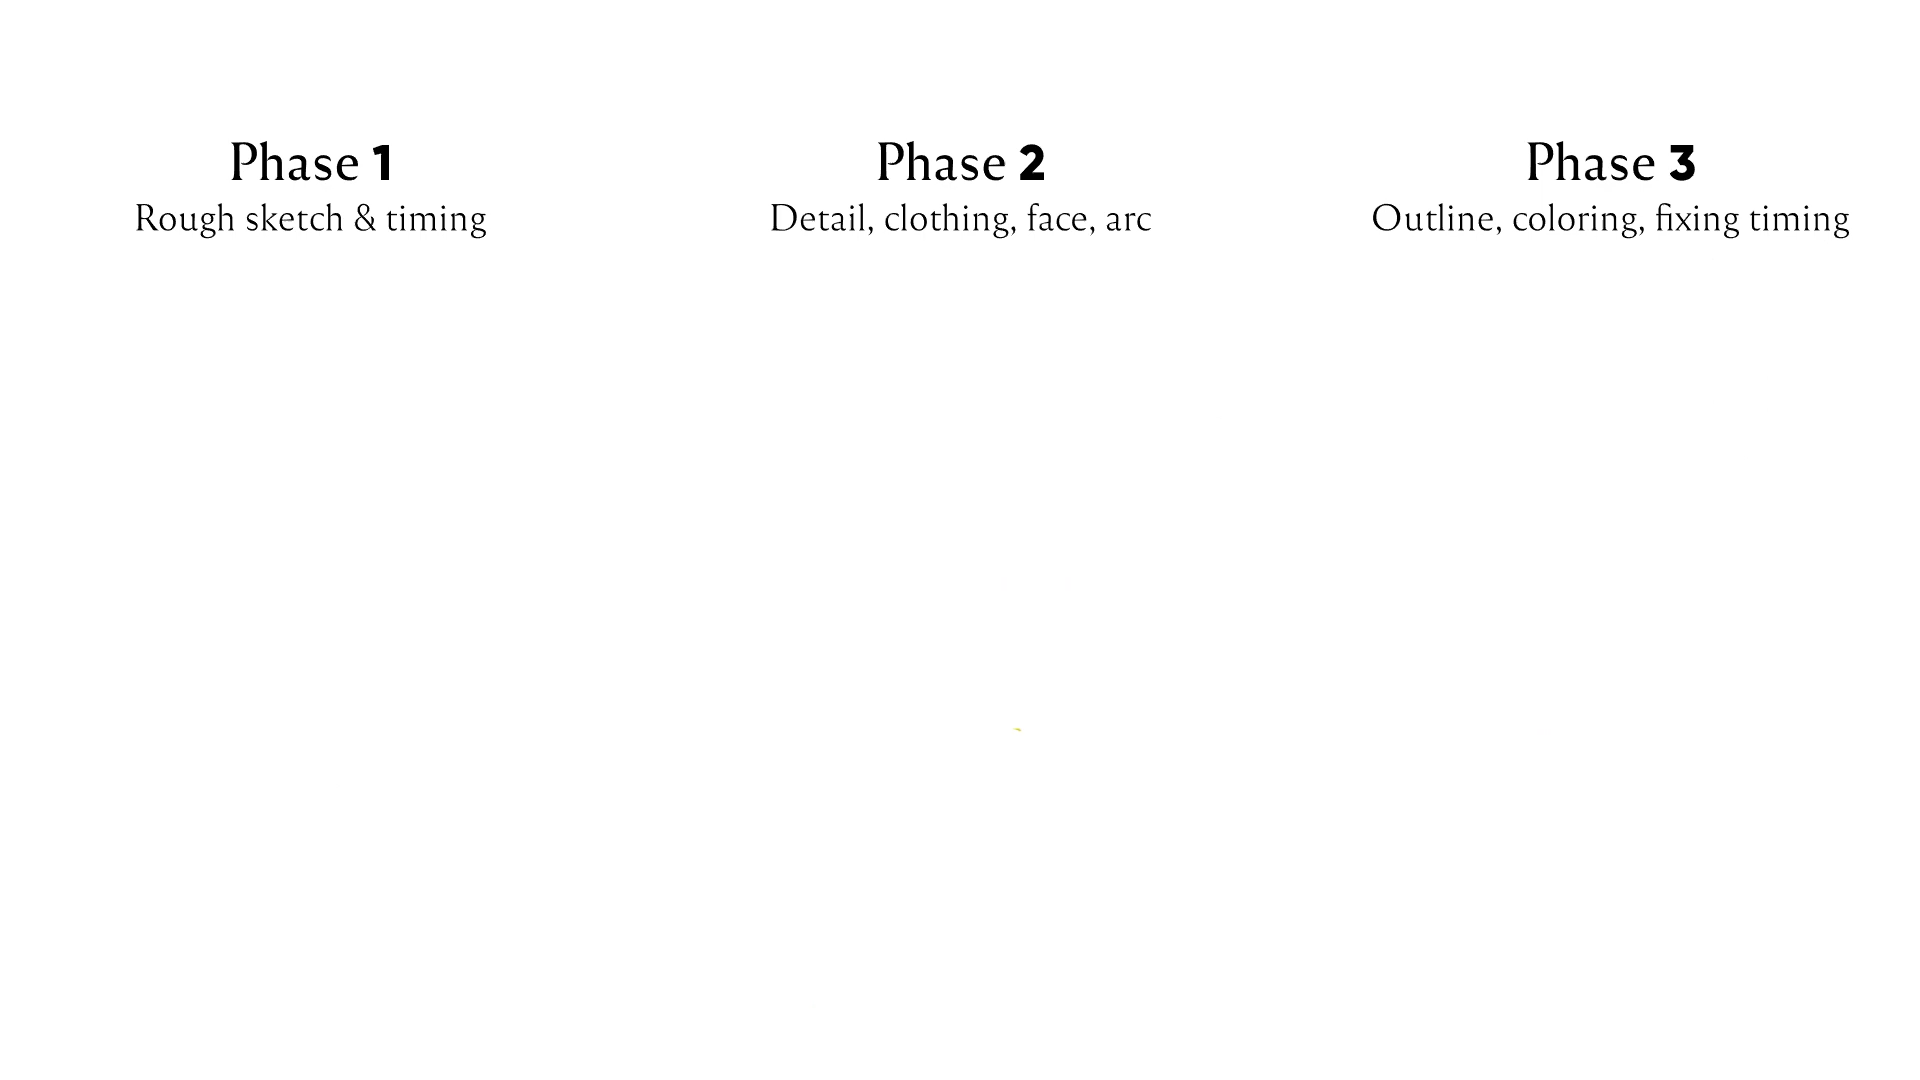 Phase 1
Rough sketch & timing
Phase 2
Detail, clothing, face, arc
Phase 3
Outline, coloring, fixing timing